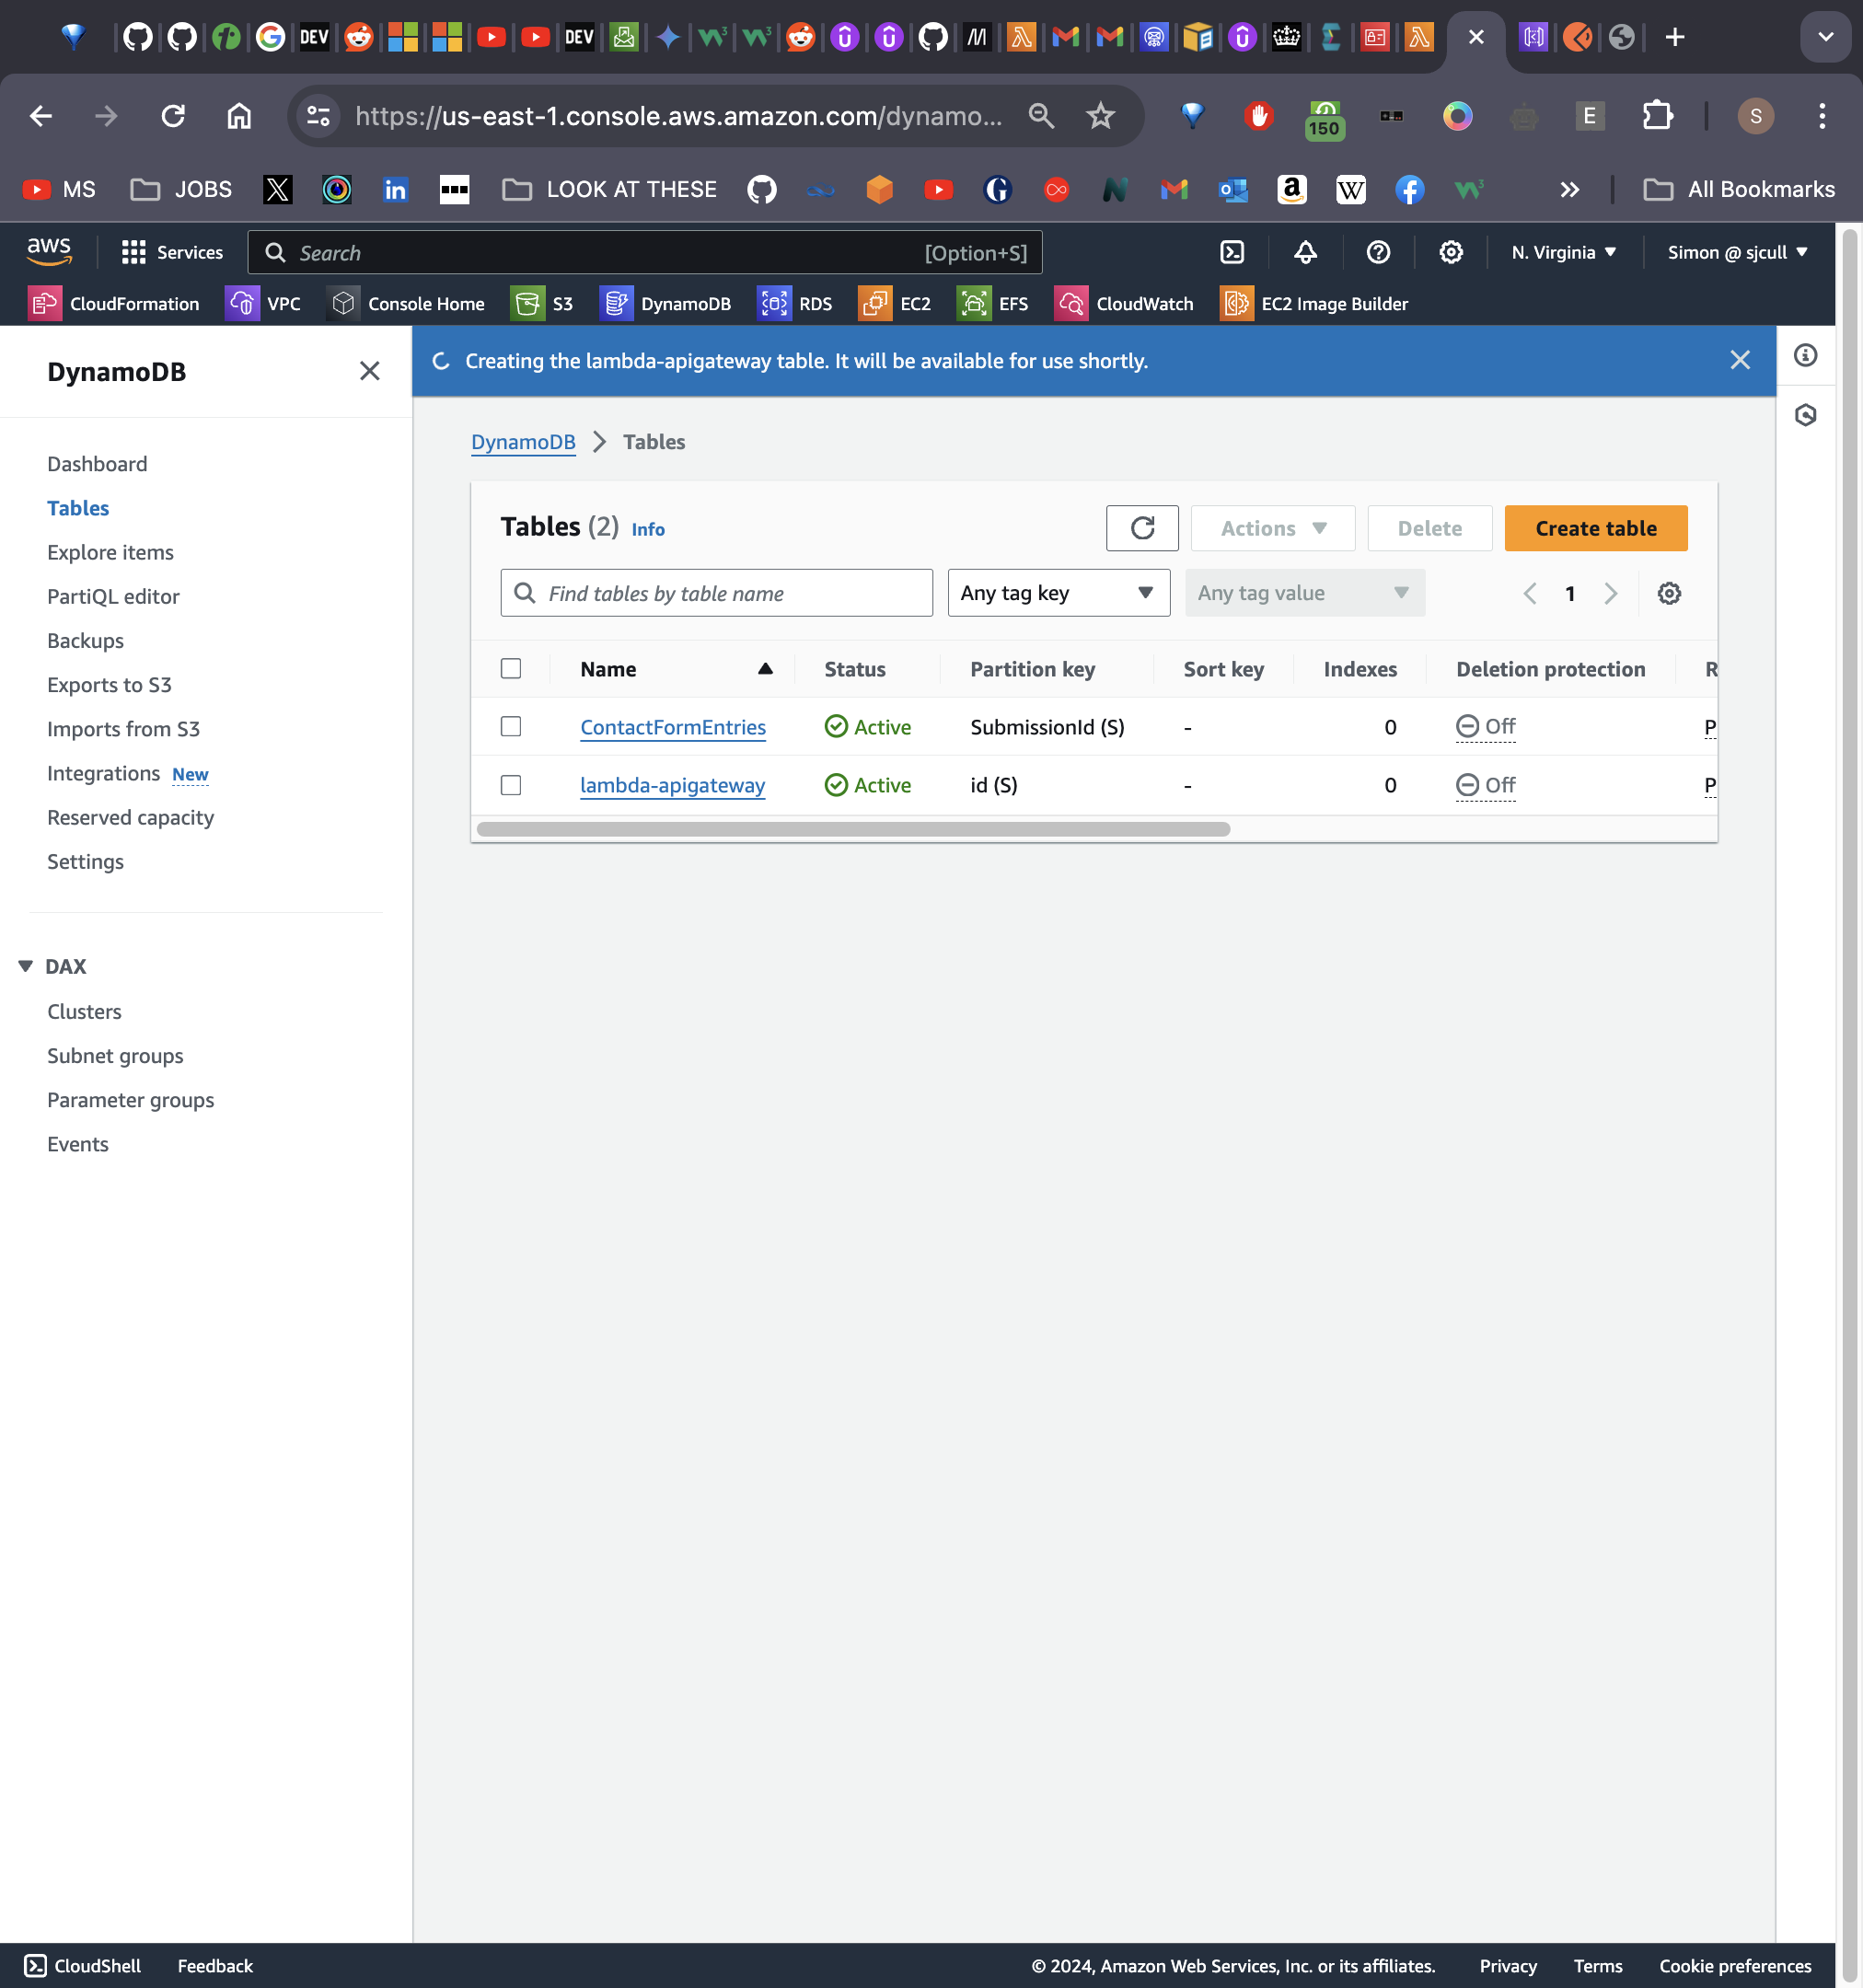 DEV
DEV
https://us-east-1.console.aws.amazon.com/dynamo...
150
E
S
MS
JOBS
LOOK AT THESE
All Bookmarks
aws
Services
Search
[Option+S]
N. Virginia
Simon @ sjcull
CloudFormation
VPC
Console Home
S3
DynamoDB
RDS
EC2
EFS
CloudWatch
EC2 Image Builder
DynamoDB
Dashboard
Tables
Explore items
PartiQL editor
Backups
Exports to S3
Imports from S3
Integrations New
Reserved capacity
Settings
DAX
Clusters
Subnet groups
Parameter groups
Events
Creating the lambda-apigateway table. It will be available for use shortly.
DynamoDB > Tables
Tables (2) Info
Actions
Delete
Create table
Find tables by table name
Any tag key
Any tag value
1
Name Status Partition key Sort key Indexes Deletion protection R
ContactFormEntries Active SubmissionId (S) - 0 Off P
lambda-apigateway Active id (S) - 0 Off P
CloudShell
Feedback
© 2024, Amazon Web Services, Inc. or its affiliates.
Privacy
Terms
Cookie preferences